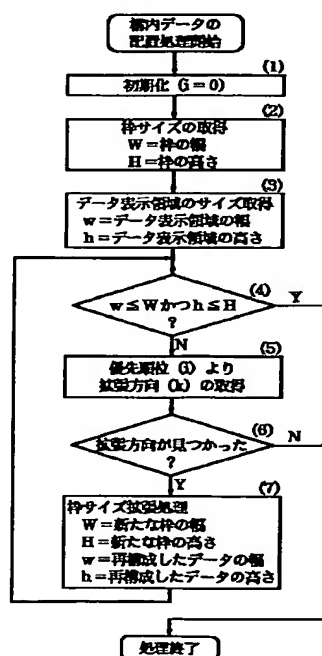 枠内データの
配置処理開始
(1)
初期化 (i=0)
(2)
枠サイズの取得
W=枠の幅
H=枠の高さ
(3)
データ表示領域のサイズ取得
w=データ表示領域の幅
h=データ表示領域の高さ
(4)
w≦Wかつh≦H
?
Y
N
(5)
優先順位 (i) より
拡張方向 (k) の取得
(6)
拡張方向が見つかった
?
N
Y
(7)
枠サイズ拡張処理
W=新たな枠の幅
H=新たな枠の高さ
w=再構成したデータの幅
h=再構成したデータの高さ
処理終了